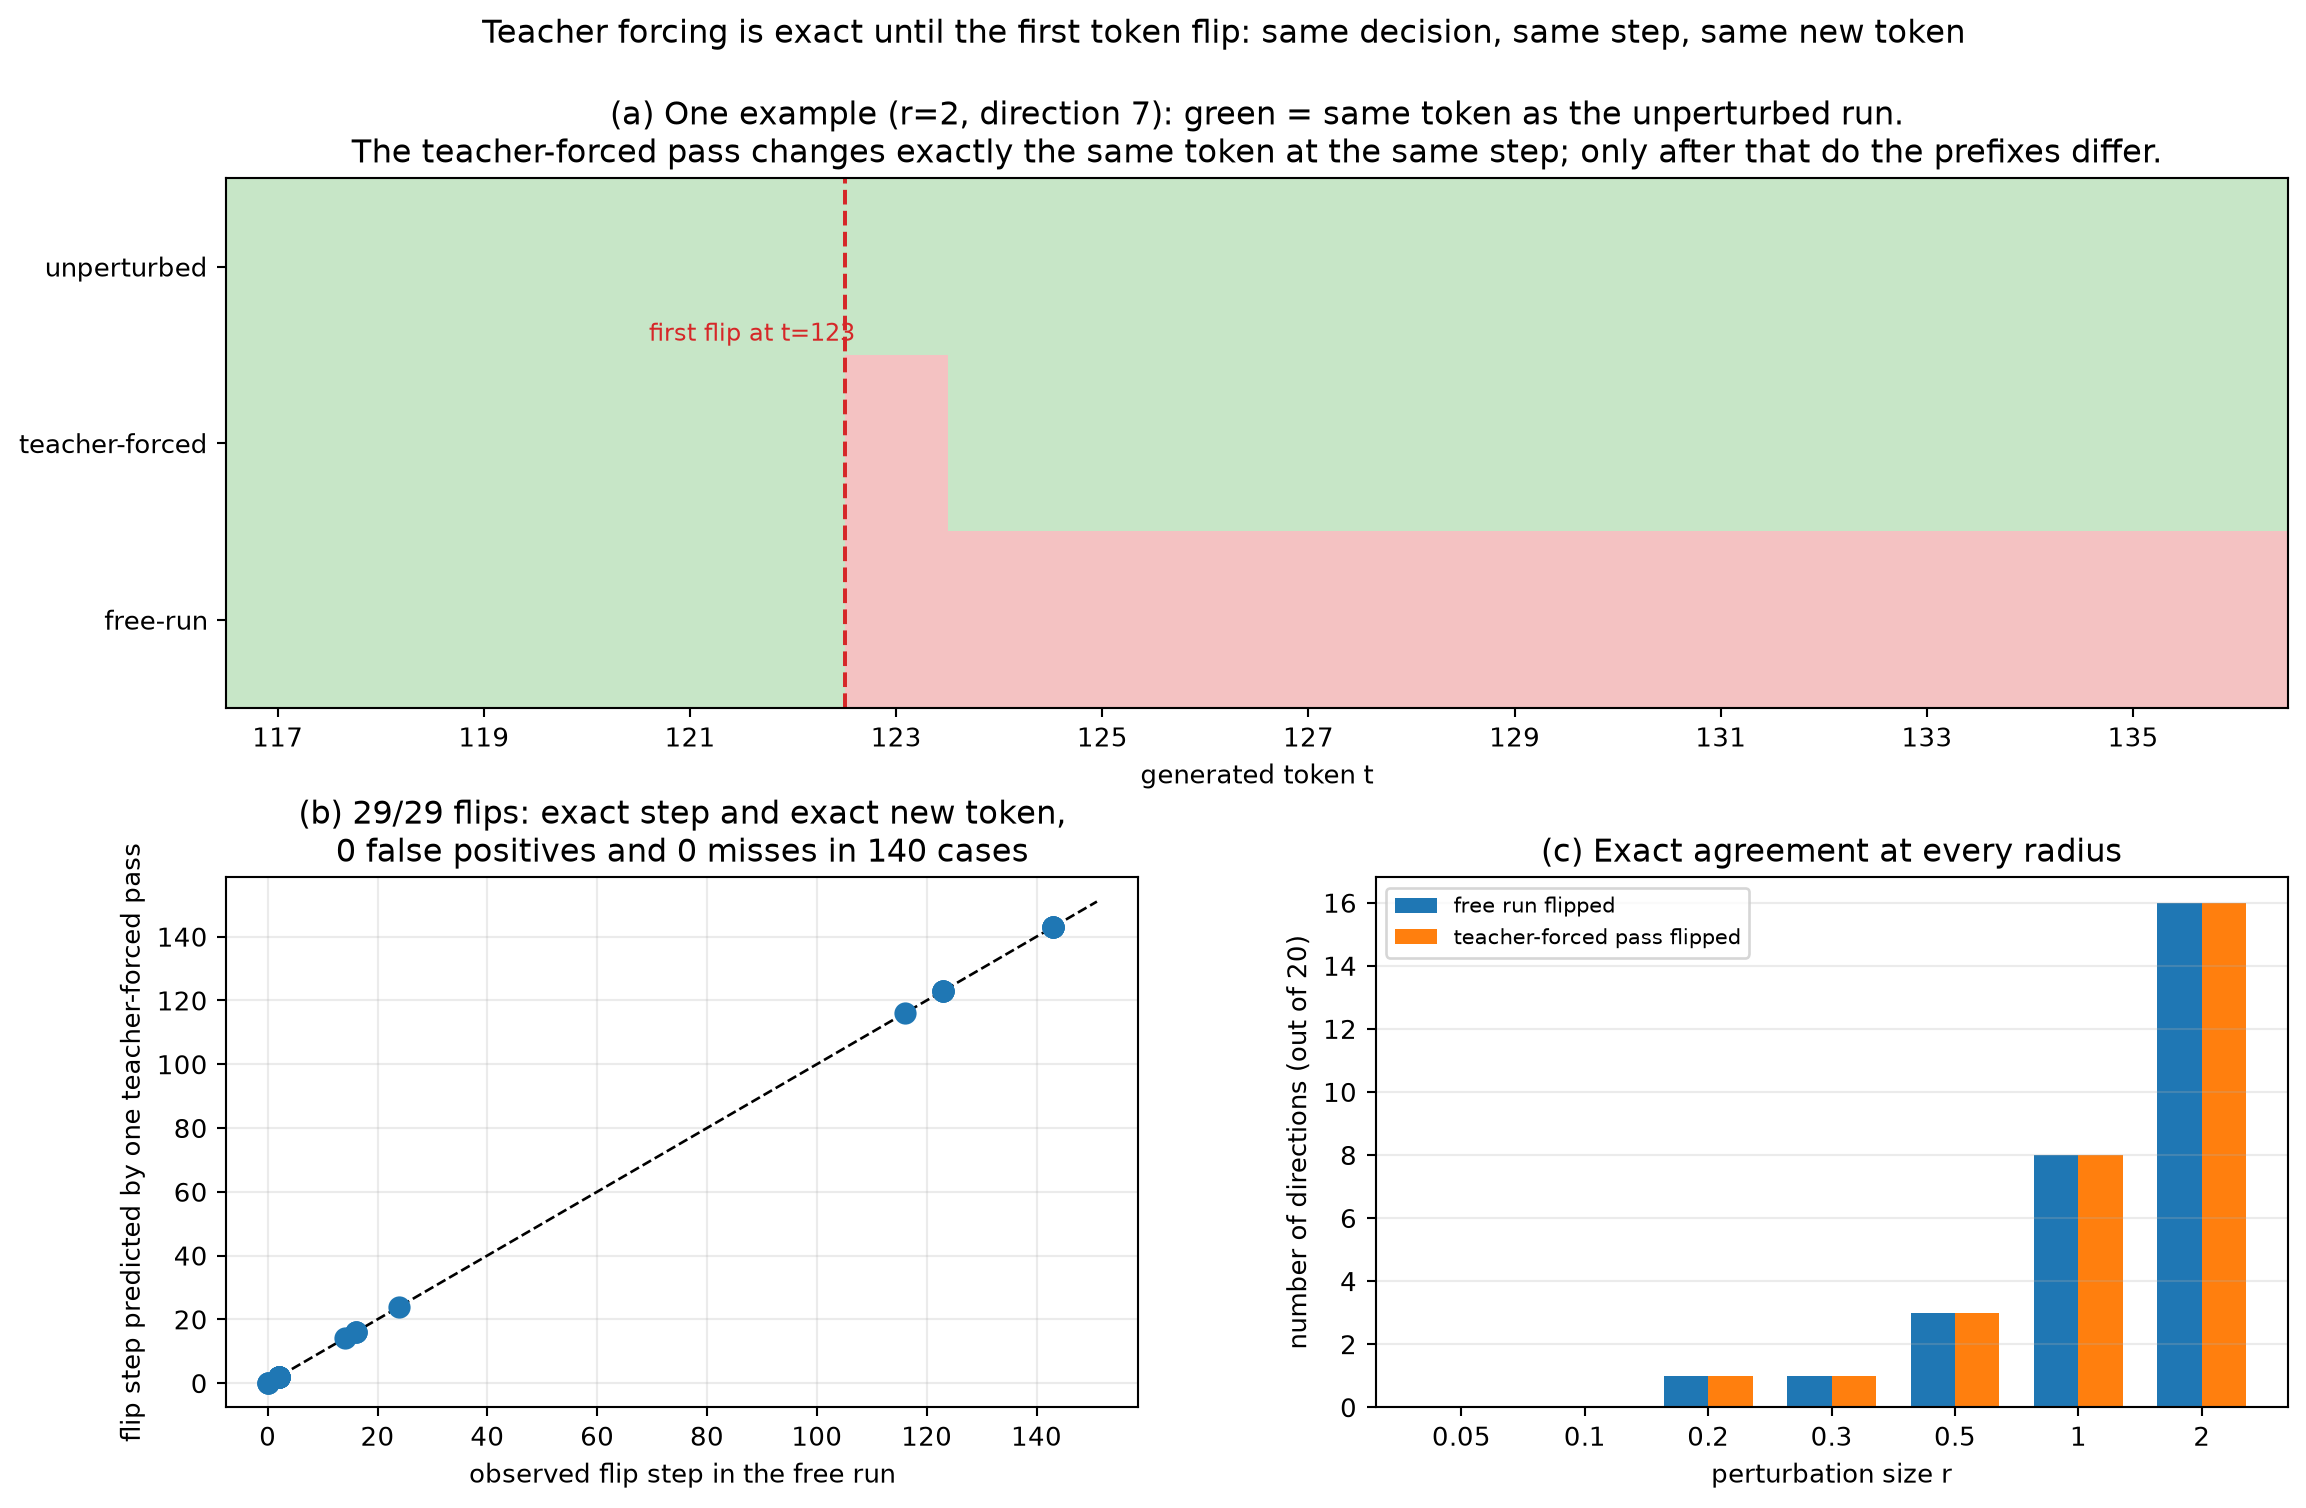 Teacher forcing is exact until the first token flip: same decision, same step, same new token
(a) One example (r=2, direction 7): green = same token as the unperturbed run.
The teacher-forced pass changes exactly the same token at the same step; only after that do the prefixes differ.
unperturbed
first flip at t=123
teacher-forced
free-run
117 119 121 123 125 127 129 131 133 135
generated token t
(b) 29/29 flips: exact step and exact new token,
0 false positives and 0 misses in 140 cases
flip step predicted by one teacher-forced pass
140
120
100
80
60
40
20
0
0 20 40 60 80 100 120 140
observed flip step in the free run
(c) Exact agreement at every radius
free run flipped
teacher-forced pass flipped
number of directions (out of 20)
16
14
12
10
8
6
4
2
0
0.05 0.1 0.2 0.3 0.5 1 2
perturbation size r